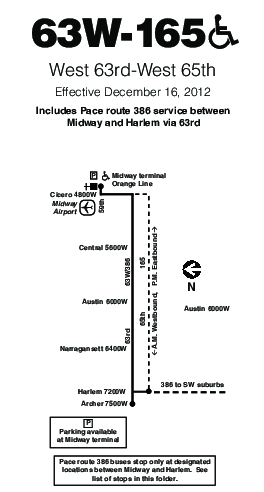 63W-165
West 63rd-West 65th
Effective December 16, 2012
Includes Pace route 386 service between
Midway and Harlem via 63rd
P
Midway terminal
Orange Line
Cicero 4800W
Midway
Airport
59th
Central 5600W
63W/386
165
A.M. Westbound, P.M. Eastbound
N
Austin 6000W
Austin 6000W
65th
63rd
Narragansett 6400W
386 to SW suburbs
Harlem 7200W
Archer 7500W
P
Parking available
at Midway terminal
Pace route 386 buses stop only at designated
locations between Midway and Harlem. See
list of stops in this folder.